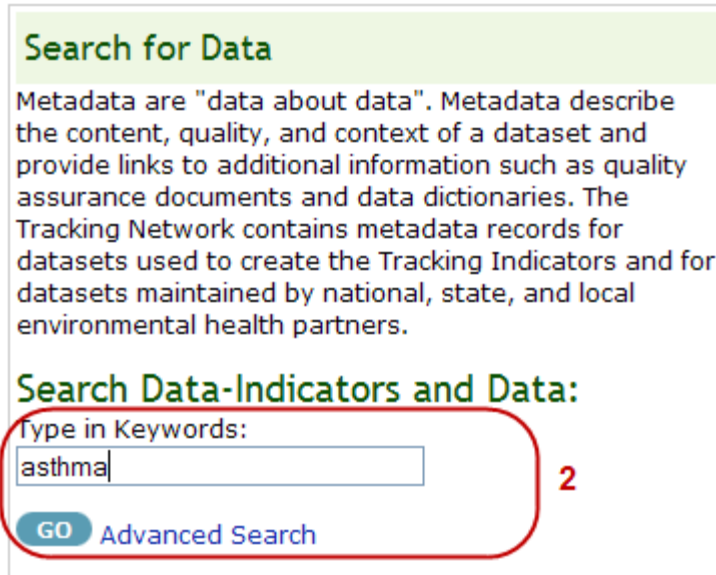 Search for Data
Metadata are "data about data". Metadata describe
the content, quality, and context of a dataset and
provide links to additional information such as quality
assurance documents and data dictionaries. The
Tracking Network contains metadata records for
datasets used to create the Tracking Indicators and for
datasets maintained by national, state, and local
environmental health partners.
Search Data-Indicators and Data:
Type in Keywords:
asthma
2
GO Advanced Search